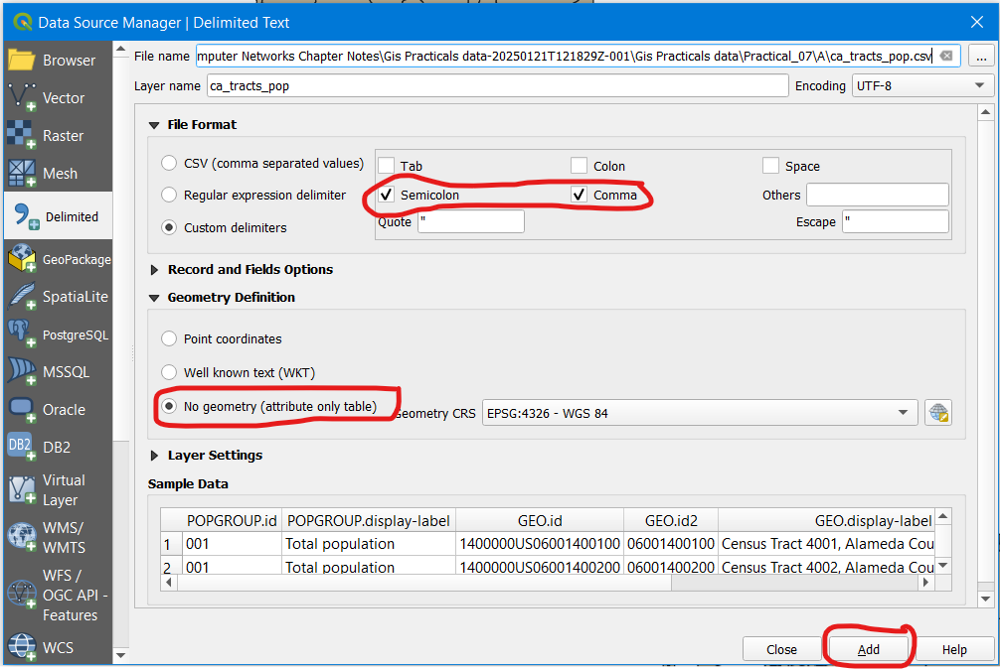 Data Source Manager | Delimited Text
Browser
Vector
Raster
Mesh
Delimited
GeoPackage
SpatiaLite
PostgreSQL
MSSQL
Oracle
DB2
DB2
Virtual
Layer
WMS/
WMTS
WFS /
OGC API -
Features
WCS
File name mputer Networks Chapter Notes\Gis Practicals data-20250121T121829Z-001\Gis Practicals data\Practical_07\A\ca_tracts_pop.csv ...
Layer name ca_tracts_pop Encoding UTF-8
File Format
CSV (comma separated values) Tab Colon Space
Regular expression delimiter Semicolon Comma Others
Custom delimiters Quote " Escape "
Record and Fields Options
Geometry Definition
Point coordinates
Well known text (WKT)
No geometry (attribute only table) eometry CRS EPSG:4326 - WGS 84
Layer Settings
Sample Data
POPGROUP.id POPGROUP.display-label GEO.id GEO.id2 GEO.display-label
1 001 Total population 1400000US06001400100 06001400100 Census Tract 4001, Alameda Cou
2 001 Total population 1400000US06001400200 06001400200 Census Tract 4002, Alameda Cou
Close Add Help